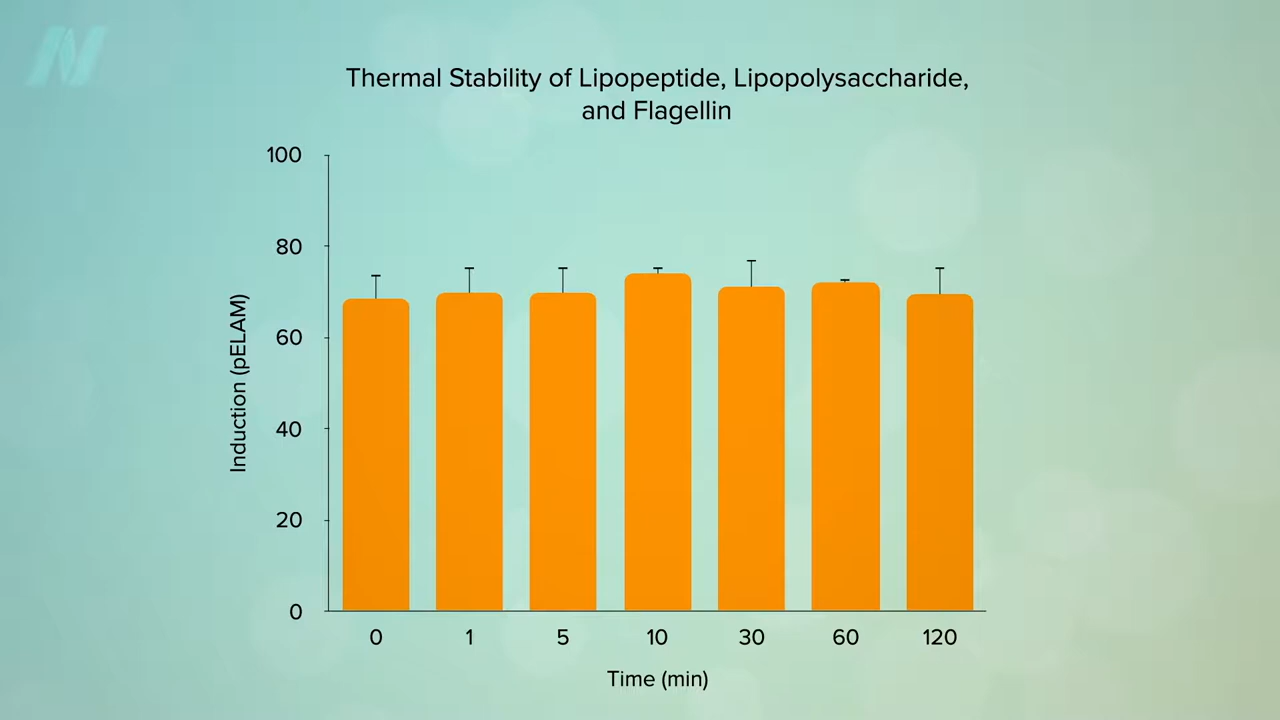 Thermal Stability of Lipopeptide, Lipopolysaccharide,
and Flagellin
100
80
60
40
20
0
Induction (pELAM)
0 1 5 10 30 60 120
Time (min)